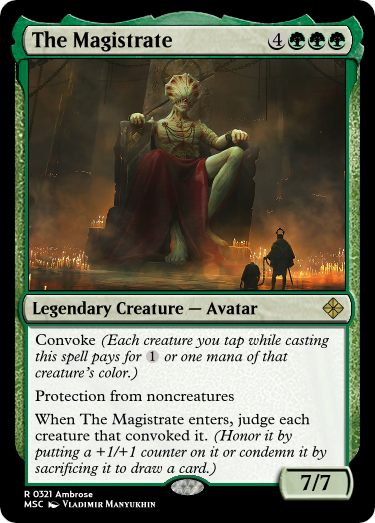 The Magistrate 4
Legendary Creature — Avatar
Convoke (Each creature you tap while casting
this spell pays for 1 or one mana of that
creature's color.)
Protection from noncreatures
When The Magistrate enters, judge each
creature that convoked it. (Honor it by
putting a +1/+1 counter on it or condemn it by
sacrificing it to draw a card.)
7/7
R 0321 Ambrose
MSC Vladimir Manyukhin